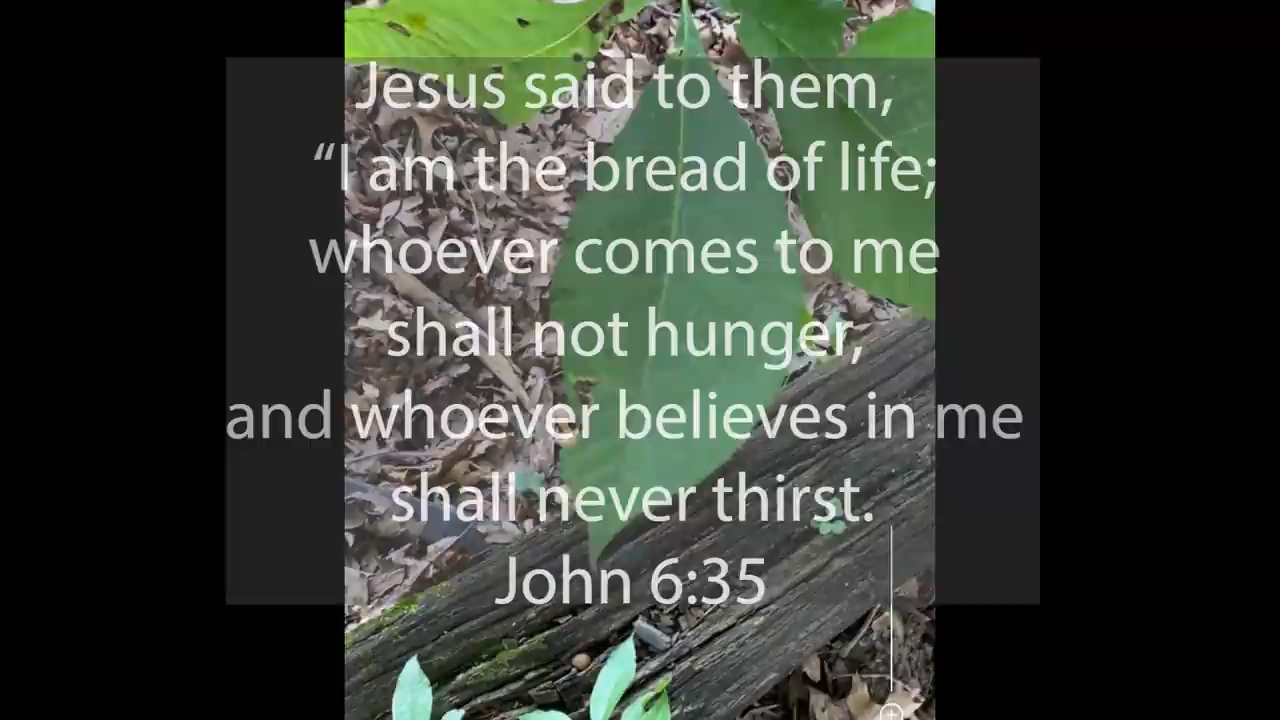 Jesus said to them,
“I am the bread of life;
whoever comes to me
shall not hunger,
and whoever believes in me
shall never thirst.
John 6:35